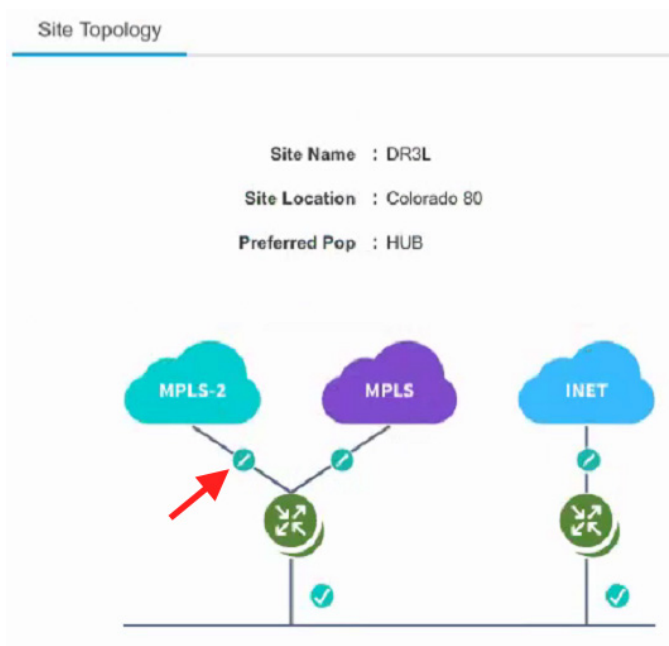 Site Topology
Site Name : DR3L
Site Location : Colorado 80
Preferred Pop : HUB
MPLS-2 MPLS INET